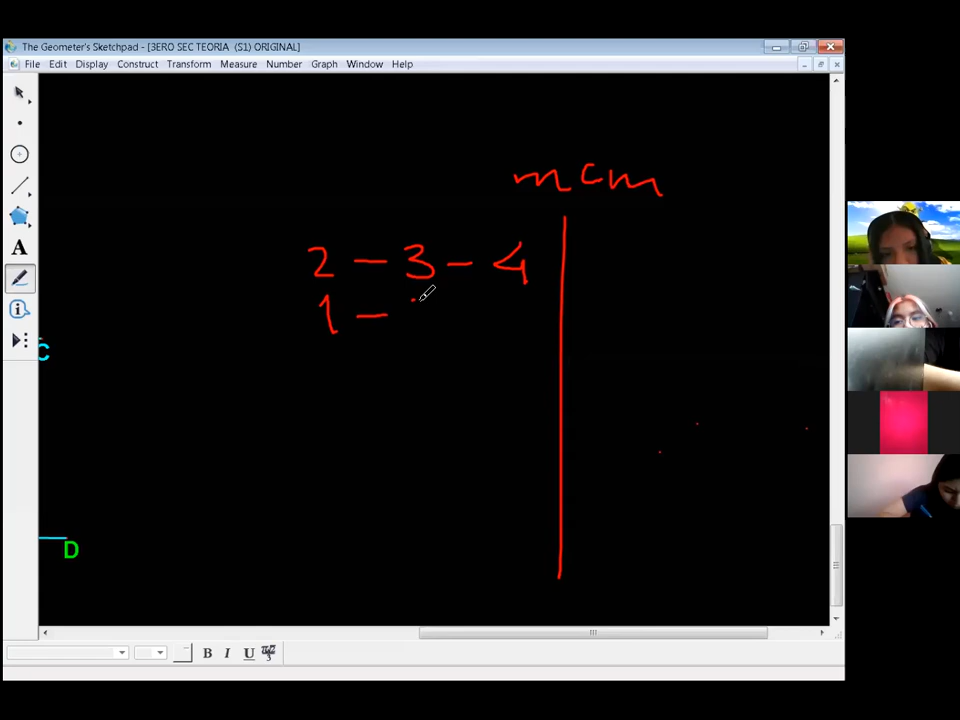 The Geometer's Sketchpad - [3ERO SEC TEORIA (S1) ORIGINAL]
File Edit Display Construct Transform Measure Number Graph Window Help
mcm
2 - 3 - 4
1 -
A
C
D
B I U